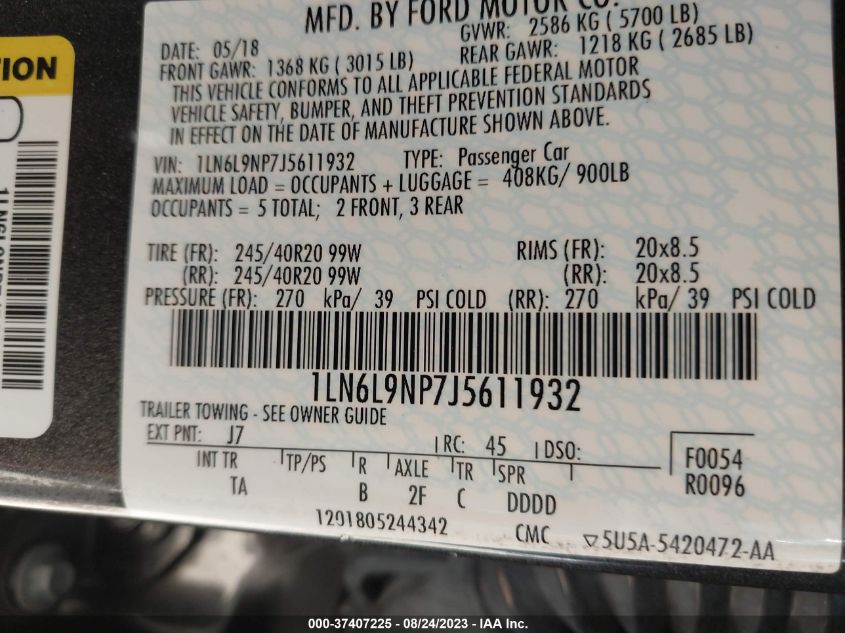 MFD. BY FORD MOTOR CO.
DATE: 05/18 GVWR: 2586 KG ( 5700 LB)
FRONT GAWR: 1368 KG ( 3015 LB) REAR GAWR: 1218 KG ( 2685 LB)
THIS VEHICLE CONFORMS TO ALL APPLICABLE FEDERAL MOTOR
VEHICLE SAFETY, BUMPER, AND THEFT PREVENTION STANDARDS
IN EFFECT ON THE DATE OF MANUFACTURE SHOWN ABOVE.
VIN: 1LN6L9NP7J5611932 TYPE: Passenger Car
MAXIMUM LOAD = OCCUPANTS + LUGGAGE = 408KG/ 900LB
OCCUPANTS = 5 TOTAL; 2 FRONT, 3 REAR
TIRE (FR): 245/40R20 99W RIMS (FR): 20x8.5
(RR): 245/40R20 99W (RR): 20x8.5
PRESSURE (FR): 270 kPa/ 39 PSI COLD (RR): 270 kPa/ 39 PSI COLD
1LN6L9NP7J5611932
TRAILER TOWING - SEE OWNER GUIDE
EXT PNT: J7 RC: 45 DSO: F0054
INT TR TP/PS R AXLE TR SPR R0096
TA B 2F C DDDD
1201805244342 CMC ▽5U5A-5420472-AA
TION
000-37407225 - 08/24/2023 - IAA Inc.